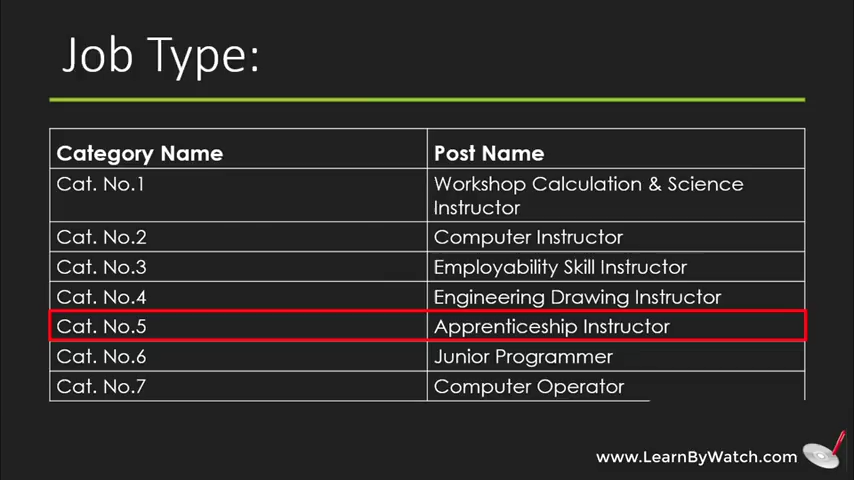 Job Type:
Category Name Post Name
Cat. No.1 Workshop Calculation & Science
Instructor
Cat. No.2 Computer Instructor
Cat. No.3 Employability Skill Instructor
Cat. No.4 Engineering Drawing Instructor
Cat. No.5 Apprenticeship Instructor
Cat. No.6 Junior Programmer
Cat. No.7 Computer Operator
www.LearnByWatch.com